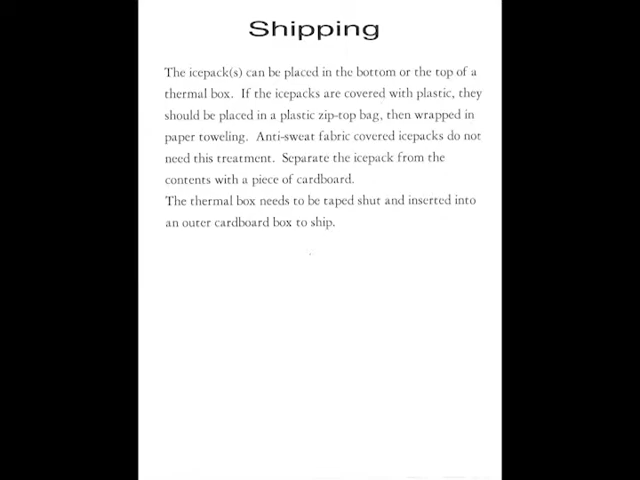 Shipping
The icepack(s) can be placed in the bottom or the top of a
thermal box. If the icepacks are covered with plastic, they
should be placed in a plastic zip-top bag, then wrapped in
paper toweling. Anti-sweat fabric covered icepacks do not
need this treatment. Separate the icepack from the
contents with a piece of cardboard.
The thermal box needs to be taped shut and inserted into
an outer cardboard box to ship.